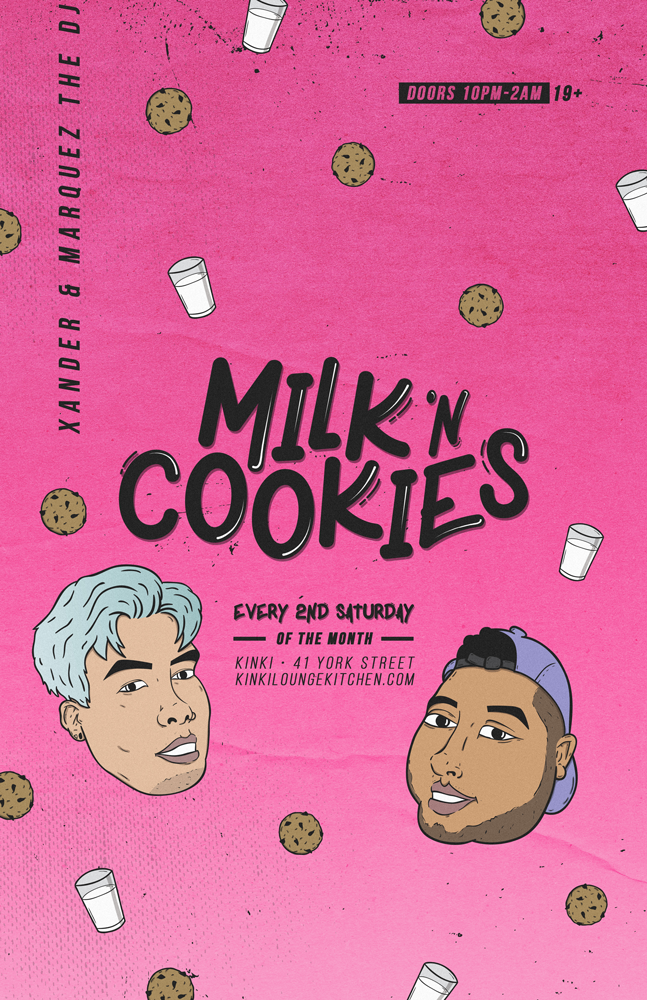 XANDER & MARQUEZ THE DJ
DOORS 10PM-2AM 19+
MILK 'N
COOKIES
EVERY 2ND SATURDAY
OF THE MONTH
KINKI • 41 YORK STREET
KINKILOUNGEKITCHEN.COM